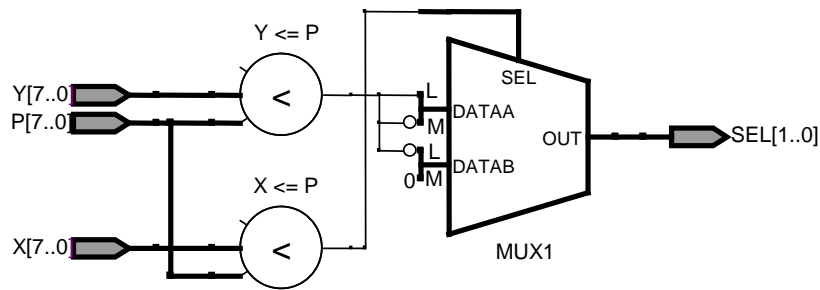 Y <= P
SEL
Y[7..0]
P[7..0]
<
L
M
DATAA
L
0 M
DATAB
OUT
SEL[1..0]
X <= P
X[7..0]
<
MUX1